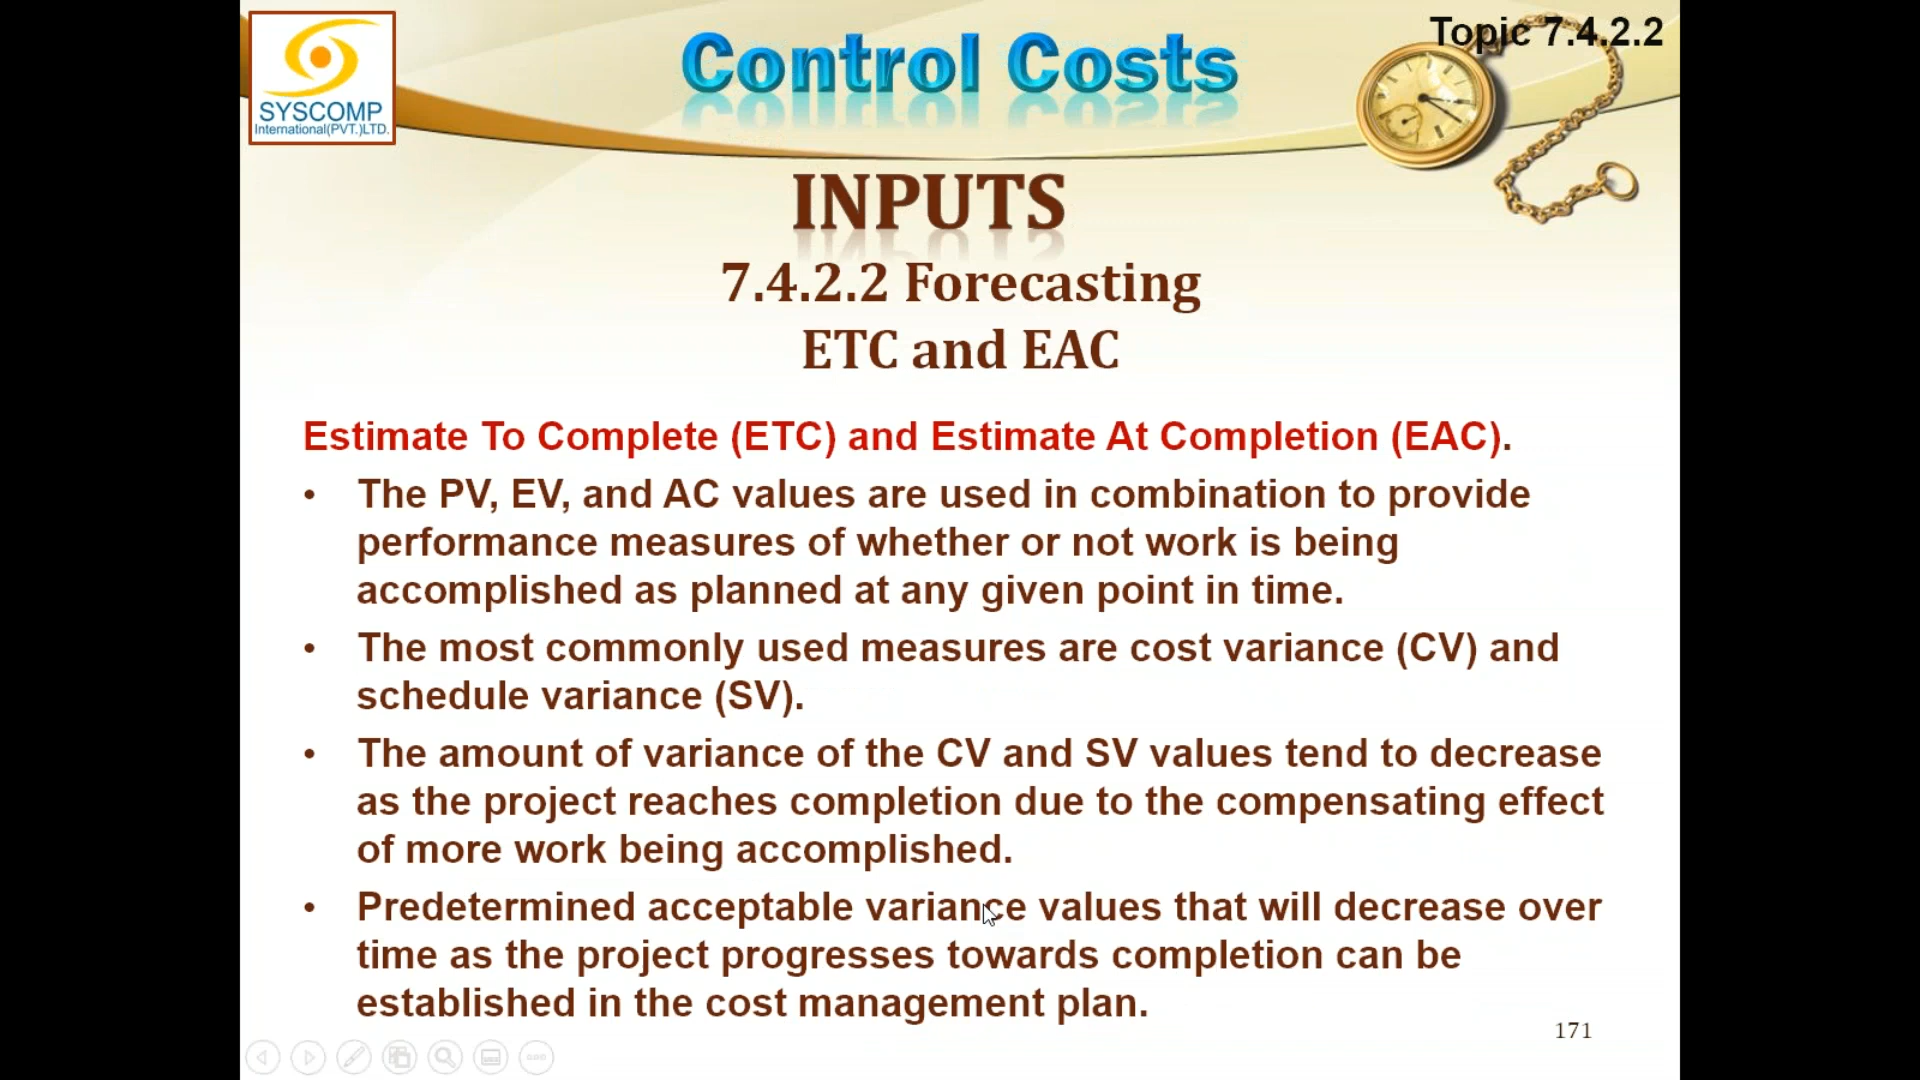 Topic 7.4.2.2
SYSCOMP
International(PVT.)LTD.
Control Costs
INPUTS
7.4.2.2 Forecasting
ETC and EAC
Estimate To Complete (ETC) and Estimate At Completion (EAC).
• The PV, EV, and AC values are used in combination to provide
performance measures of whether or not work is being
accomplished as planned at any given point in time.
• The most commonly used measures are cost variance (CV) and
schedule variance (SV).
• The amount of variance of the CV and SV values tend to decrease
as the project reaches completion due to the compensating effect
of more work being accomplished.
• Predetermined acceptable variance values that will decrease over
time as the project progresses towards completion can be
established in the cost management plan.
171